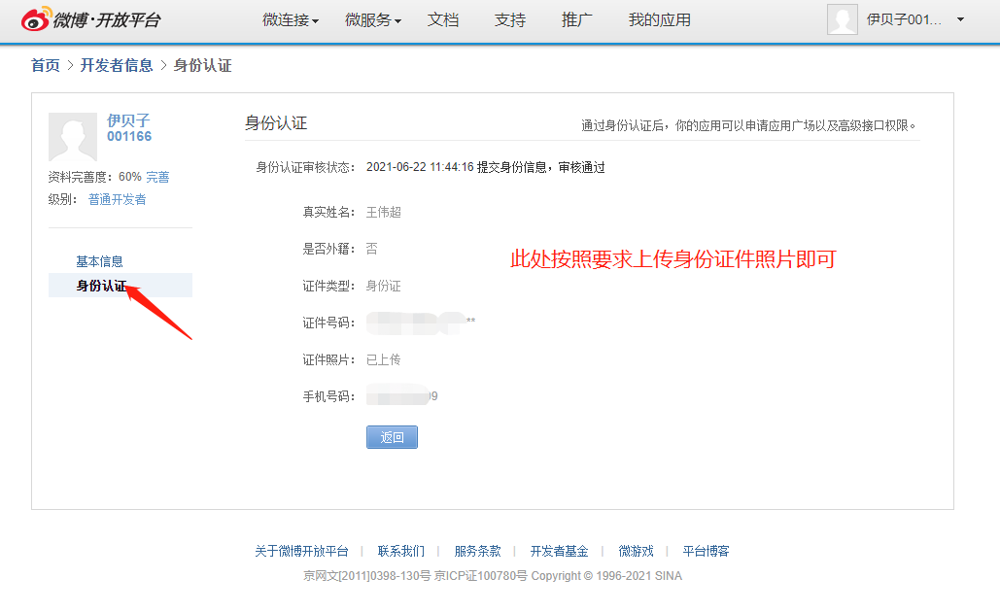 微博·开放平台 微连接 微服务 文档 支持 推广 我的应用 伊贝子001...
首页 > 开发者信息 > 身份认证
伊贝子
001166
资料完善度：60% 完善
级别： 普通开发者
基本信息
身份认证
身份认证 通过身份认证后，你的应用可以申请应用广场以及高级接口权限。
身份认证审核状态： 2021-06-22 11:44:16 提交身份信息，审核通过
真实姓名： 王伟超
是否外籍： 否
此处按照要求上传身份证件照片即可
证件类型： 身份证
证件号码： **
证件照片： 已上传
手机号码： 9
返回
关于微博开放平台 | 联系我们 | 服务条款 | 开发者基金 | 微游戏 | 平台博客
京网文[2011]0398-130号 京ICP证100780号 Copyright © 1996-2021 SINA